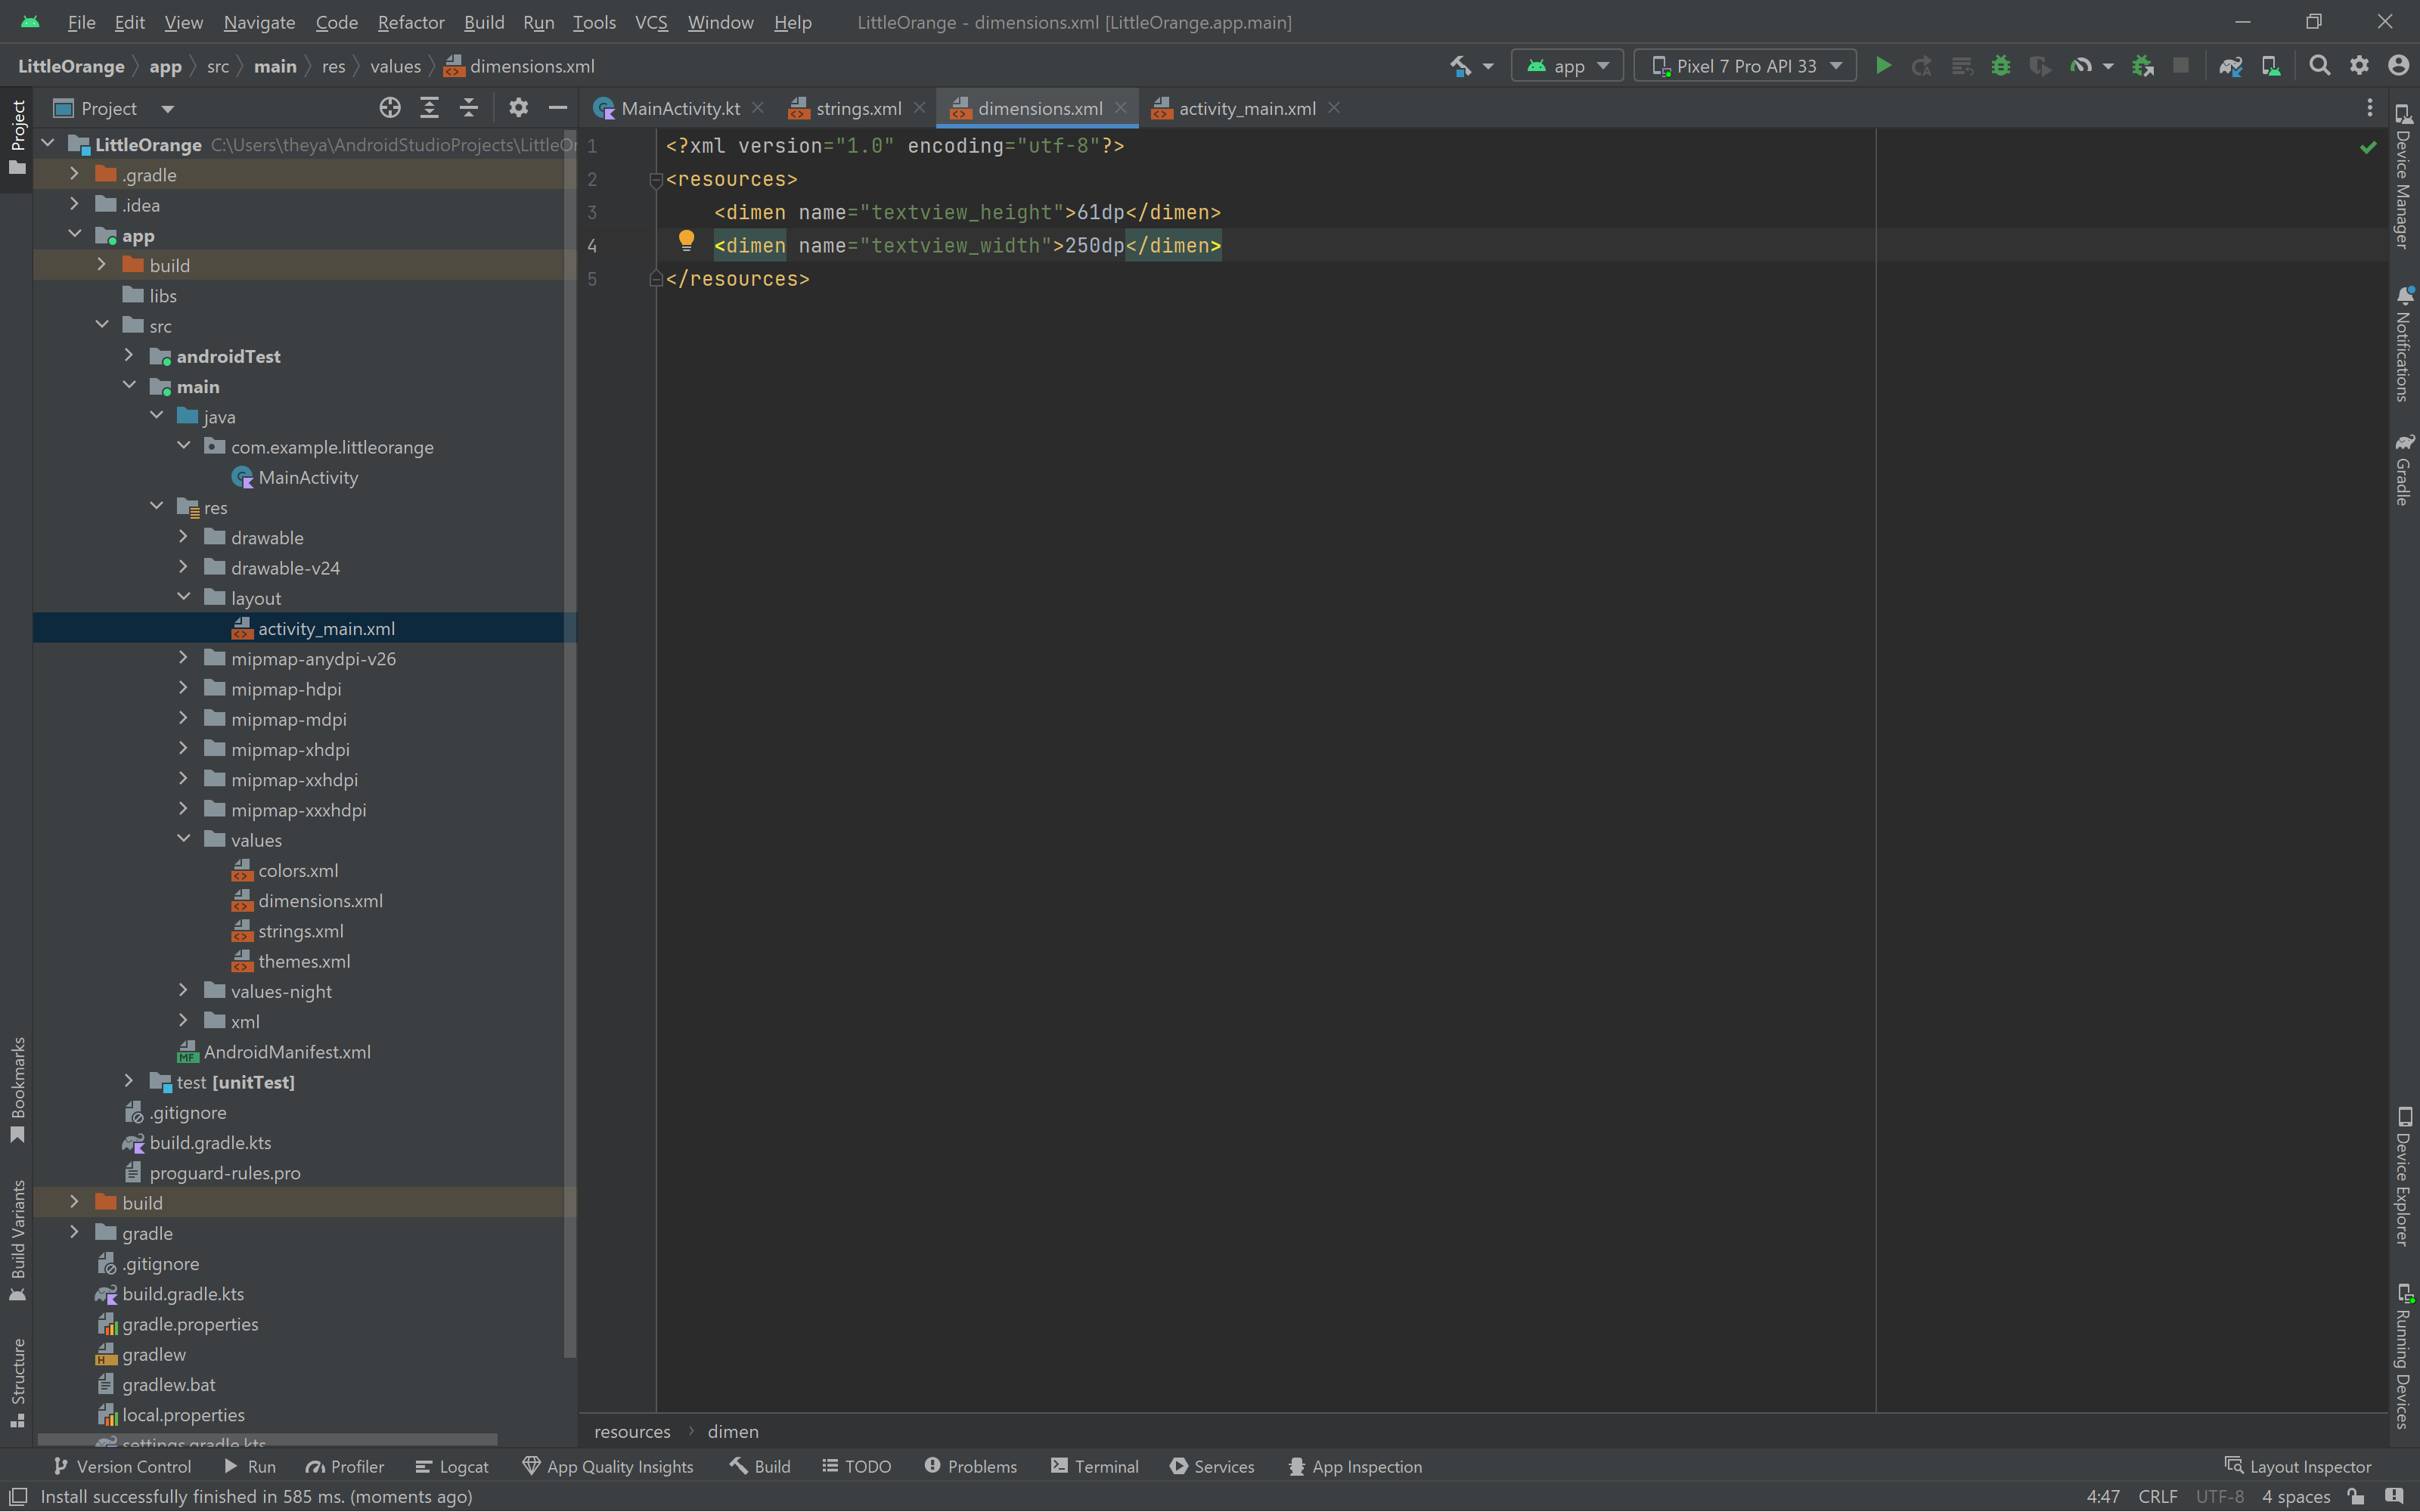 File Edit View Navigate Code Refactor Build Run Tools VCS Window Help LittleOrange - dimensions.xml [LittleOrange.app.main]
LittleOrange app src main res values dimensions.xml
app Pixel 7 Pro API 33
Project
Project
MainActivity.kt
strings.xml
dimensions.xml
activity_main.xml
LittleOrange C:\Users\theya\AndroidStudioProjects\LittleO
.gradle
.idea
app
build
libs
src
androidTest
main
java
com.example.littleorange
MainActivity
res
drawable
drawable-v24
layout
activity_main.xml
mipmap-anydpi-v26
mipmap-hdpi
mipmap-mdpi
mipmap-xhdpi
mipmap-xxhdpi
mipmap-xxxhdpi
values
colors.xml
dimensions.xml
strings.xml
themes.xml
values-night
xml
AndroidManifest.xml
test [unitTest]
.gitignore
build.gradle.kts
proguard-rules.pro
build
gradle
.gitignore
build.gradle.kts
gradle.properties
gradlew
gradlew.bat
local.properties
settings.gradle.kts
1 <?xml version="1.0" encoding="utf-8"?>
2 <resources>
3 <dimen name="textview_height">61dp</dimen>
4 <dimen name="textview_width">250dp</dimen>
5 </resources>
Bookmarks
Build Variants
Structure
Device Manager
Notifications
Gradle
Device Explorer
Running Devices
resources dimen
Version Control Run Profiler Logcat App Quality Insights Build TODO Problems Terminal Services App Inspection Layout Inspector
Install successfully finished in 585 ms. (moments ago) 4:47 CRLF UTF-8 4 spaces